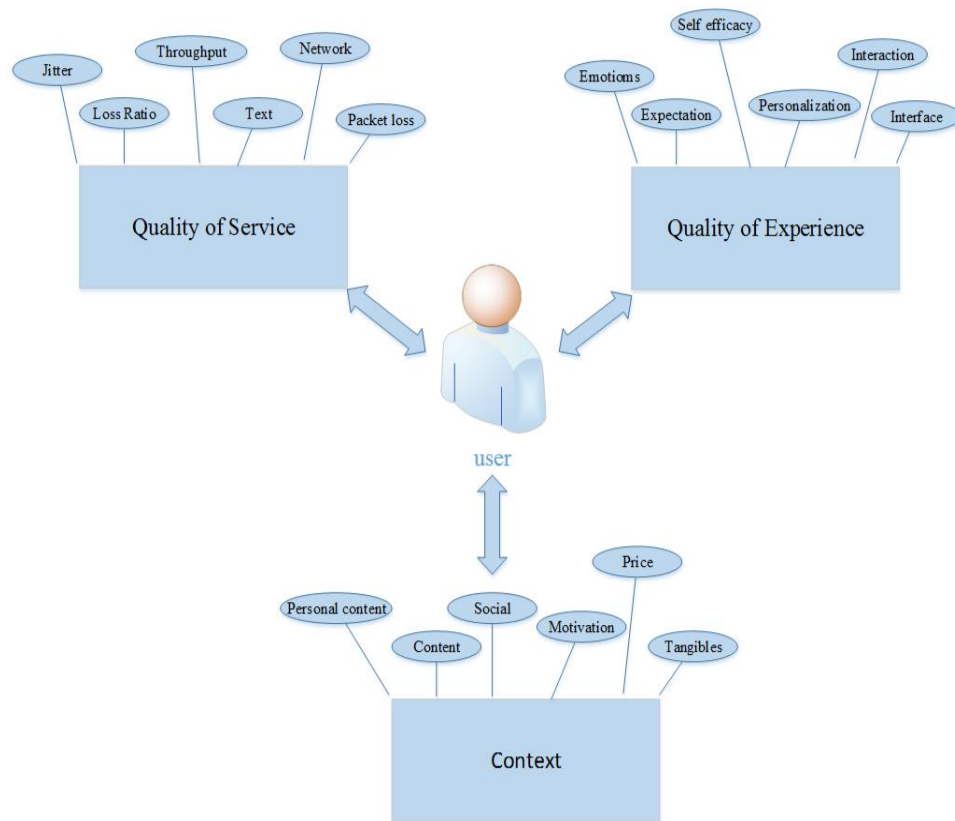 Self efficacy
Throughput
Network
Interaction
Jitter
Emotioms
Loss Ratio
Text
Packet loss
Expectation
Personalization
Interface
Quality of Service
Quality of Experience
user
Price
Personal content
Social
Motivation
Content
Tangibles
Context